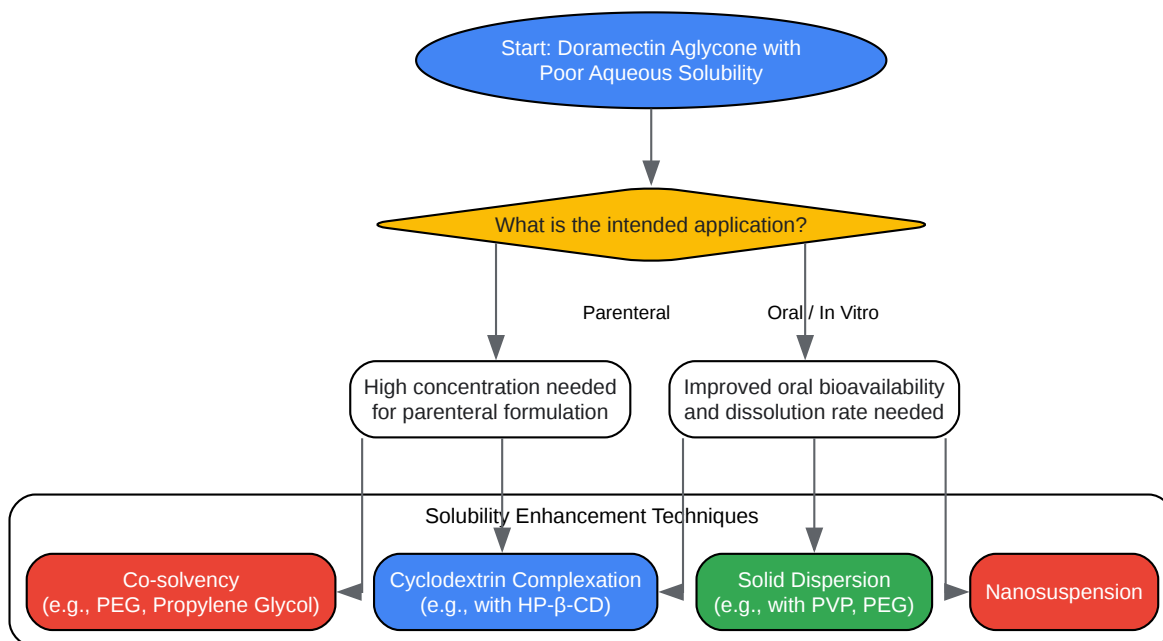 Start: Doramectin Aglycone with
Poor Aqueous Solubility
What is the intended application?
Parenteral
Oral / In Vitro
High concentration needed
for parenteral formulation
Improved oral bioavailability
and dissolution rate needed
Solubility Enhancement Techniques
Co-solvency
(e.g., PEG, Propylene Glycol)
Cyclodextrin Complexation
(e.g., with HP-β-CD)
Solid Dispersion
(e.g., with PVP, PEG)
Nanosuspension